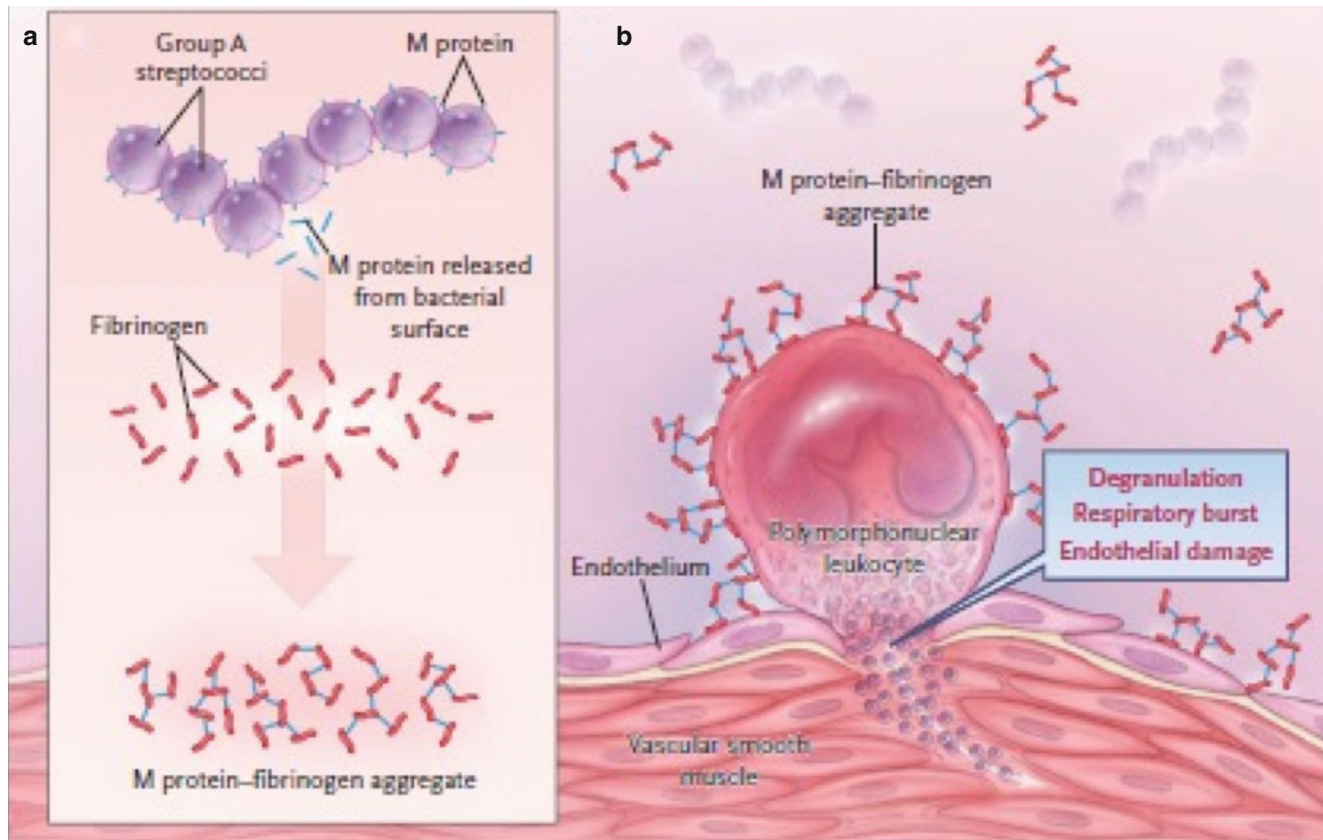 a
Group A
streptococci
M protein
M protein released
from bacterial
surface
Fibrinogen
M protein–fibrinogen aggregate
b
M protein–fibrinogen
aggregate
Degranulation
Respiratory burst
Endothelial damage
Polymorphonuclear
leukocyte
Endothelium
Vascular smooth
muscle